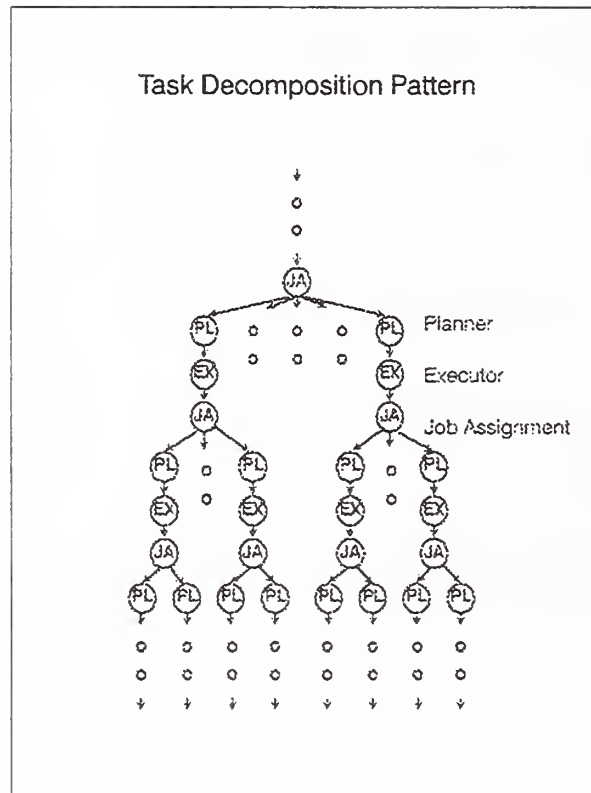 Task Decomposition Pattern
JA
PL PL Planner
EX EX Executor
JA JA Job Assignment
PL PL PL PL
EX EX EX EX
JA JA JA JA
PL PL PL PL PL PL PL PL